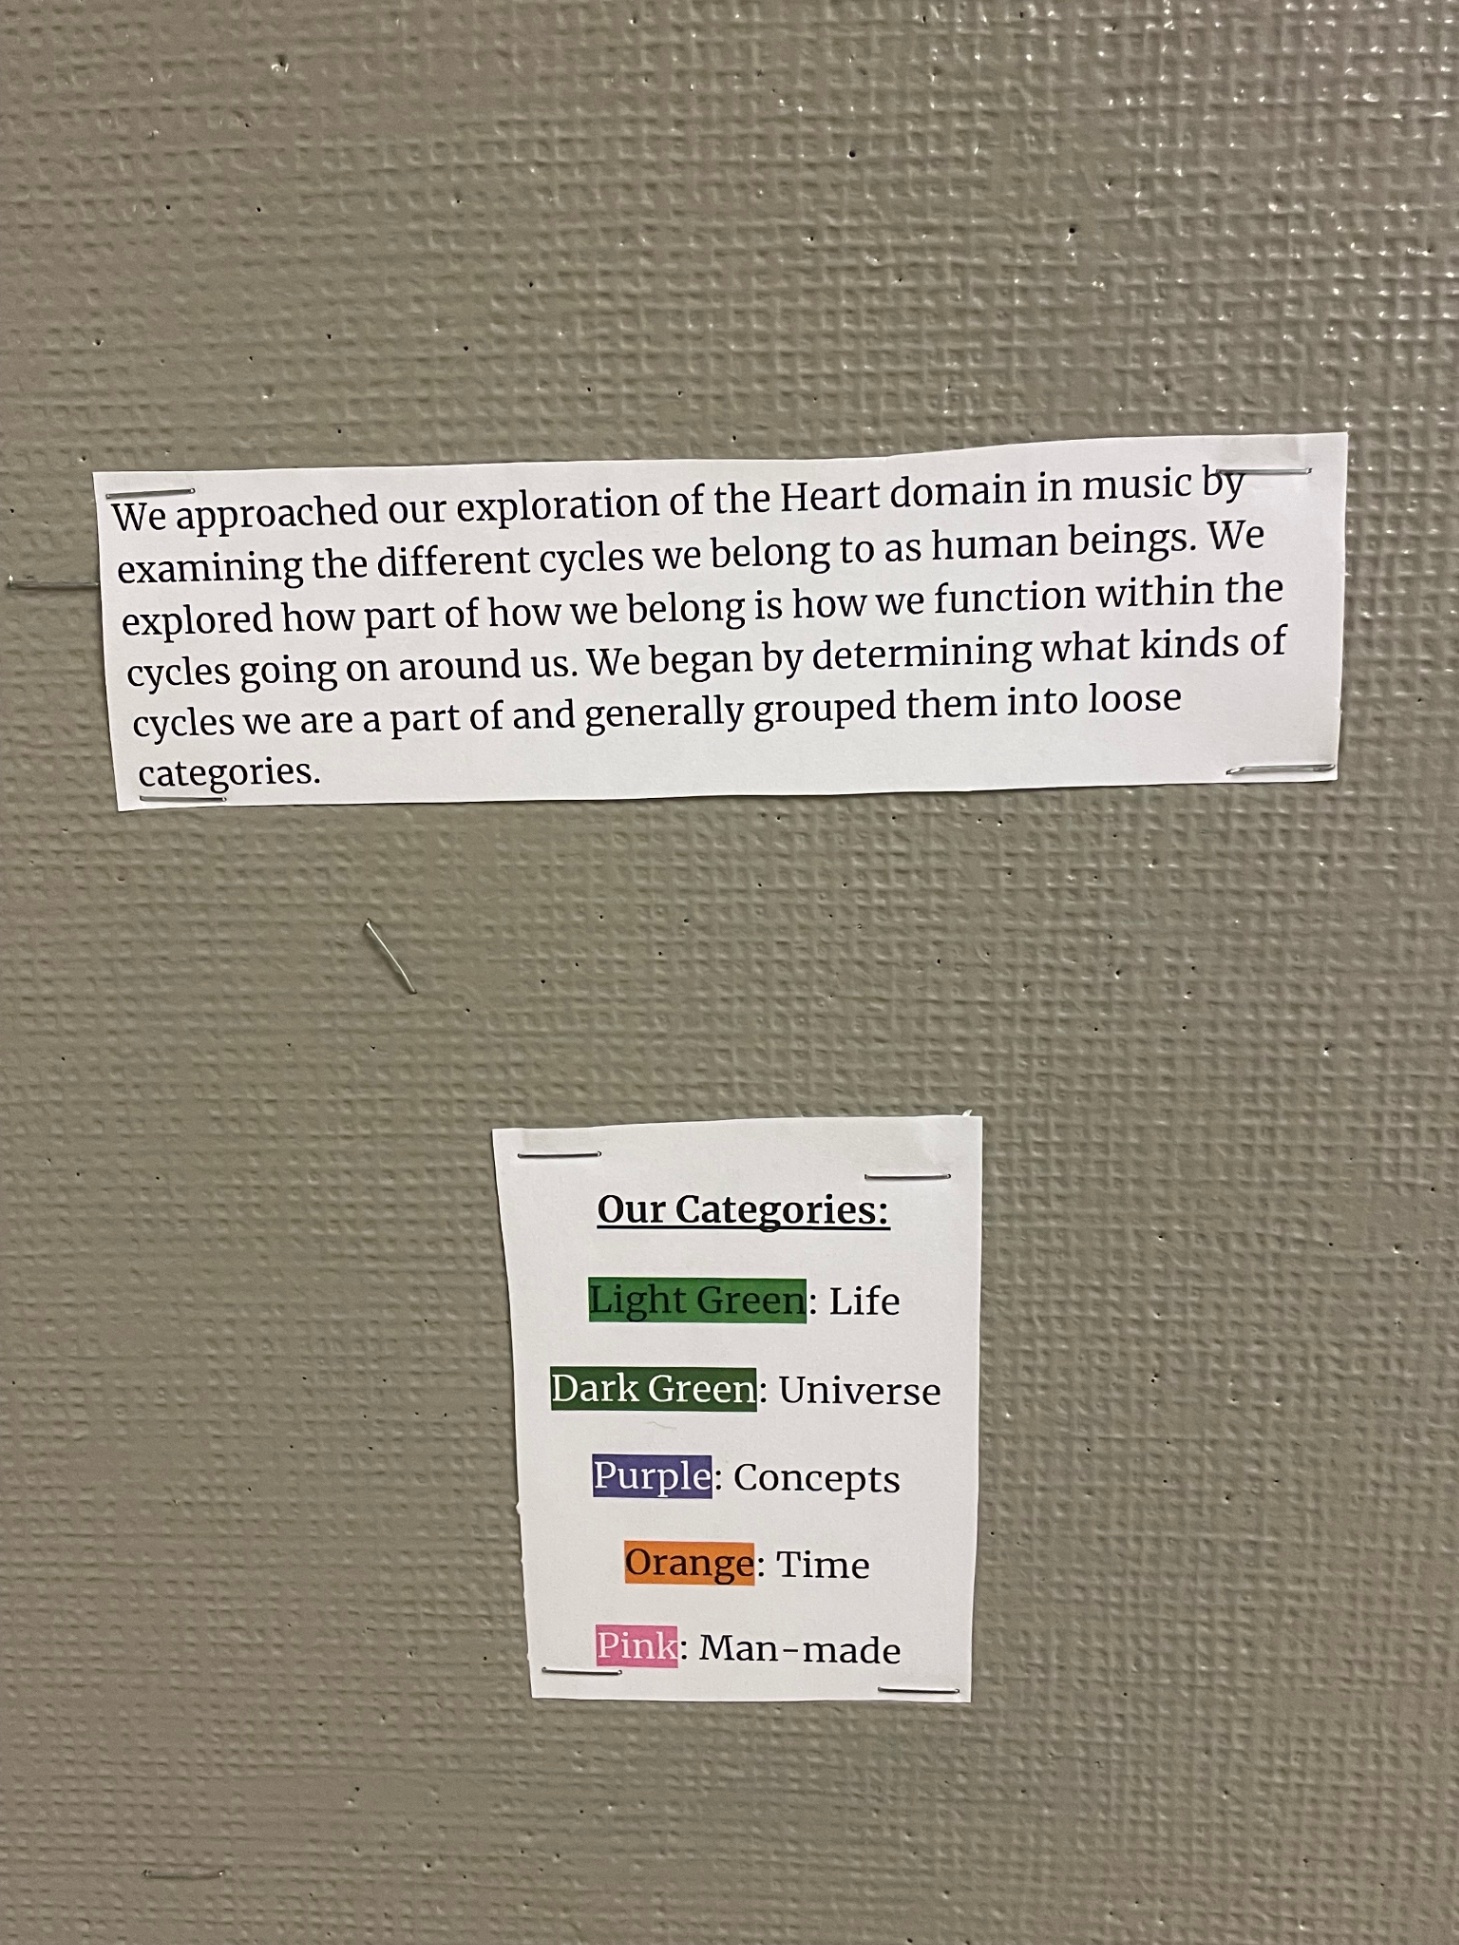 We approached our exploration of the Heart domain in music by
examining the different cycles we belong to as human beings. We
explored how part of how we belong is how we function within the
cycles going on around us. We began by determining what kinds of
cycles we are a part of and generally grouped them into loose
categories.
Our Categories:
Light Green: Life
Dark Green: Universe
Purple: Concepts
Orange: Time
Pink: Man-made